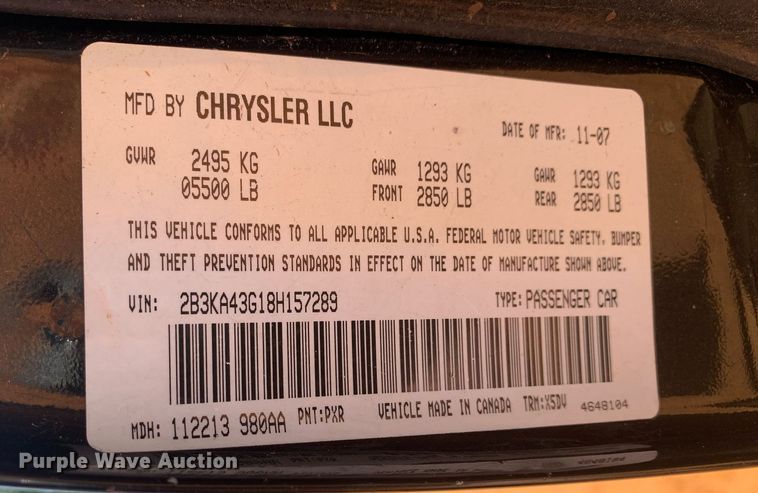 MFD BY CHRYSLER LLC
DATE OF MFR: 11-07
GVWR 2495 KG
05500 LB
GAWR 1293 KG
FRONT 2850 LB
GAWR 1293 KG
REAR 2850 LB
THIS VEHICLE CONFORMS TO ALL APPLICABLE U.S.A. FEDERAL MOTOR VEHICLE SAFETY, BUMPER
AND THEFT PREVENTION STANDARDS IN EFFECT ON THE DATE OF MANUFACTURE SHOWN ABOVE.
VIN: 2B3KA43G18H157289
TYPE: PASSENGER CAR
MDH: 112213 980AA PNT:PXR VEHICLE MADE IN CANADA TRM:X5DV 4648104
Purple Wave Auction